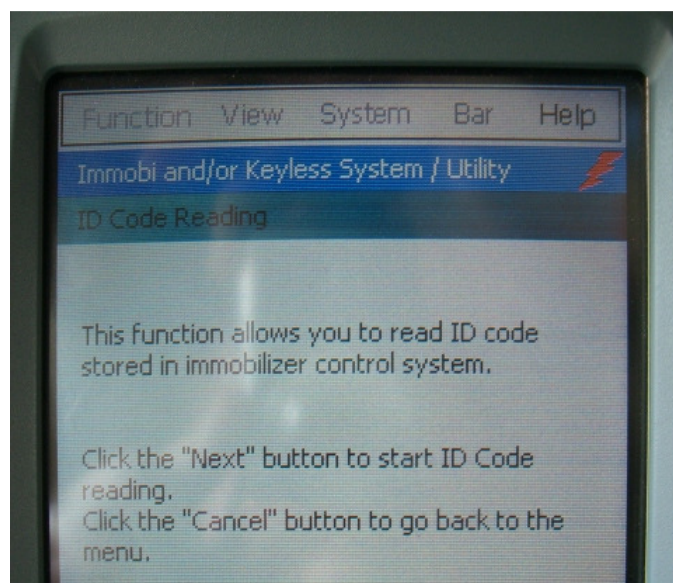 Function View System Bar Help
Immobi and/or Keyless System / Utility
ID Code Reading
This function allows you to read ID code
stored in immobilizer control system.
Click the "Next" button to start ID Code
reading.
Click the "Cancel" button to go back to the
menu.